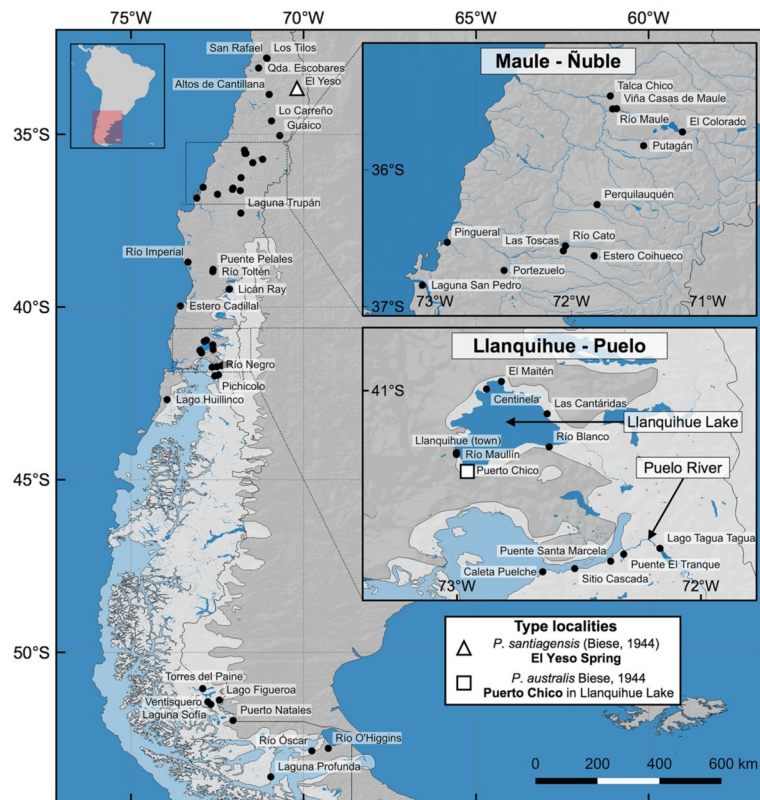 75°W
70°W
65°W
60°W
San Rafael
Los Tilos
Qda. Escobares
El Yeso
Altos de Cantillana
Lo Carreño
Guaico
35°S
Laguna Trupán
Río Imperial
Puente Pelales
Río Toltén
Licán Ray
40°S
Estero Cadillal
Río Negro
Pichicolo
Lago Huillinco
45°S
50°S
Torres del Paine
Lago Figueroa
Ventisquero
Laguna Sofía
Puerto Natales
Río Óscar
Río O'Higgins
Laguna Profunda
Maule - Ñuble
Talca Chico
Viña Casas de Maule
Río Maule
El Colorado
Putagán
36°S
Perquilauquén
Pingueral
Río Cato
Las Toscas
Estero Coihueco
Portezuelo
Laguna San Pedro
37°S
73°W
72°W
71°W
Llanquihue - Puelo
41°S
El Maitén
Centinela
Las Cantáridas
Llanquihue Lake
Llanquihue (town)
Río Blanco
Río Maullín
Puerto Chico
Puelo River
Lago Tagua Tagua
Puente Santa Marcela
Puente El Tranque
Caleta Puelche
Sitio Cascada
73°W
72°W
Type localities
P. santiagensis (Biese, 1944)
El Yeso Spring
P. australis Biese, 1944
Puerto Chico in Llanquihue Lake
0
200
400
600 km